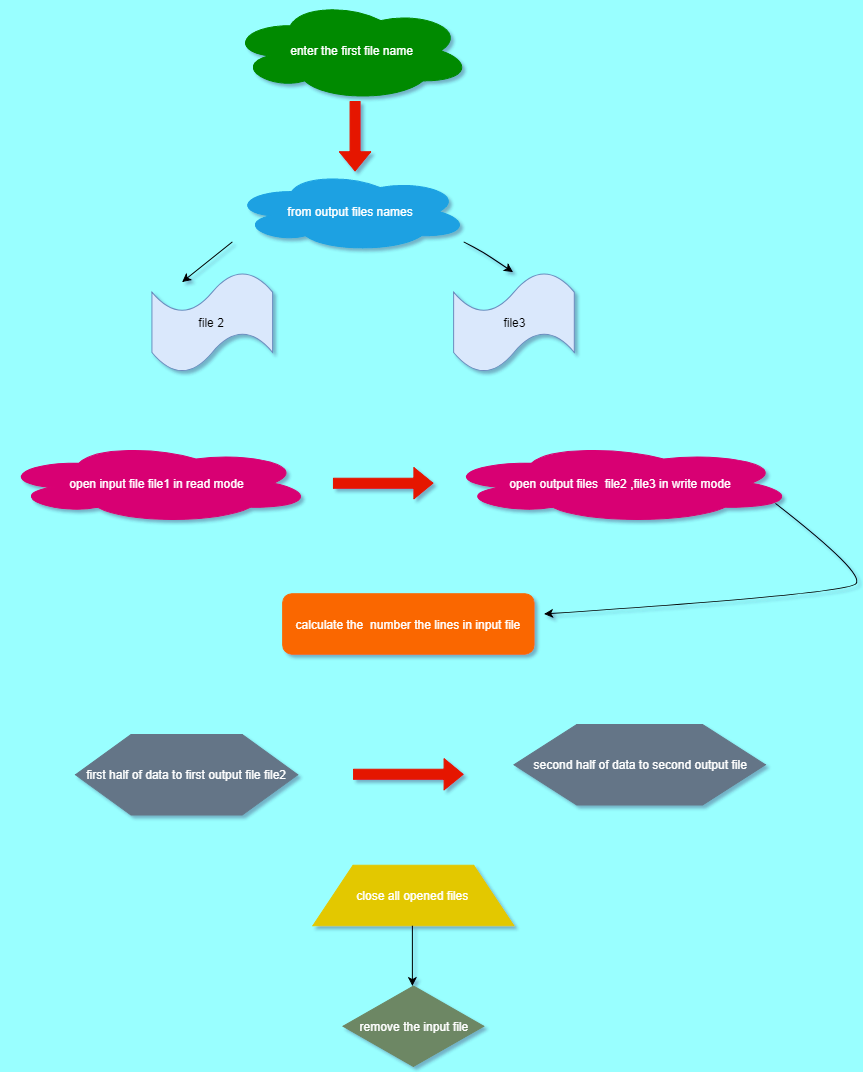 enter the first file name
from output files names
file 2
file3
open input file file1 in read mode
open output files  file2 ,file3 in write mode
calculate the  number the lines in input file
first half of data to first output file file2
second half of data to second output file
close all opened files
remove the input file